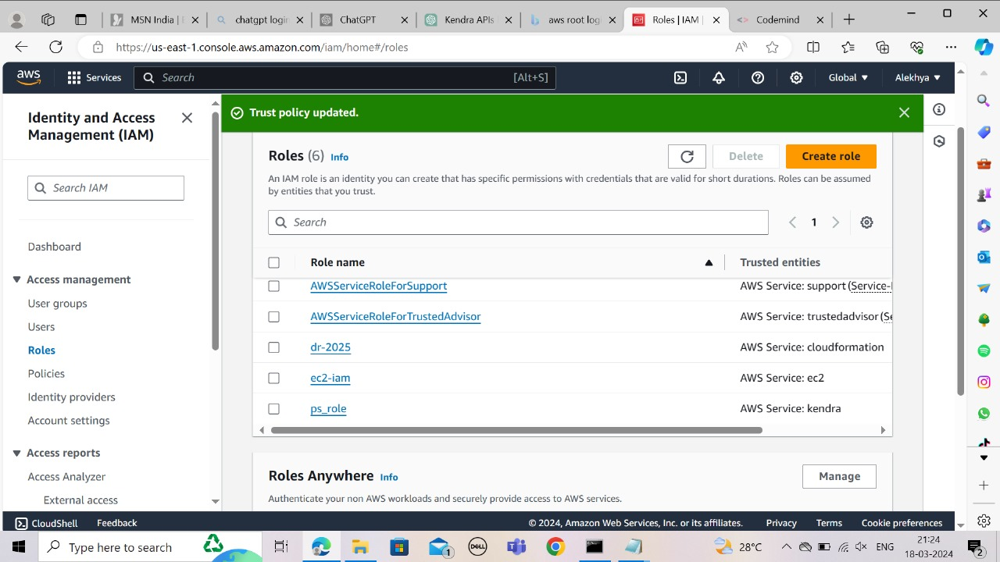 MSN India | 
chatgpt login
ChatGPT
Kendra APIs
aws root log
Roles | IAM |
Codemind
https://us-east-1.console.aws.amazon.com/iam/home#/roles
aws
Services
Search
[Alt+S]
Global
Alekhya
Identity and Access
Management (IAM)
Search IAM
Dashboard
Access management
User groups
Users
Roles
Policies
Identity providers
Account settings
Access reports
Access Analyzer
External access
Trust policy updated.
Roles (6) Info
Delete
Create role
An IAM role is an identity you can create that has specific permissions with credentials that are valid for short durations. Roles can be assumed
by entities that you trust.
Search
1
Role name
Trusted entities
AWSServiceRoleForSupport
AWS Service: support (Service-
AWSServiceRoleForTrustedAdvisor
AWS Service: trustedadvisor (Se
dr-2025
AWS Service: cloudformation
ec2-iam
AWS Service: ec2
ps_role
AWS Service: kendra
Roles Anywhere Info
Manage
Authenticate your non AWS workloads and securely provide access to AWS services.
CloudShell
Feedback
© 2024, Amazon Web Services, Inc. or its affiliates.
Privacy
Terms
Cookie preferences
Type here to search
1
DELL
28°C
ENG
21:24
18-03-2024
2